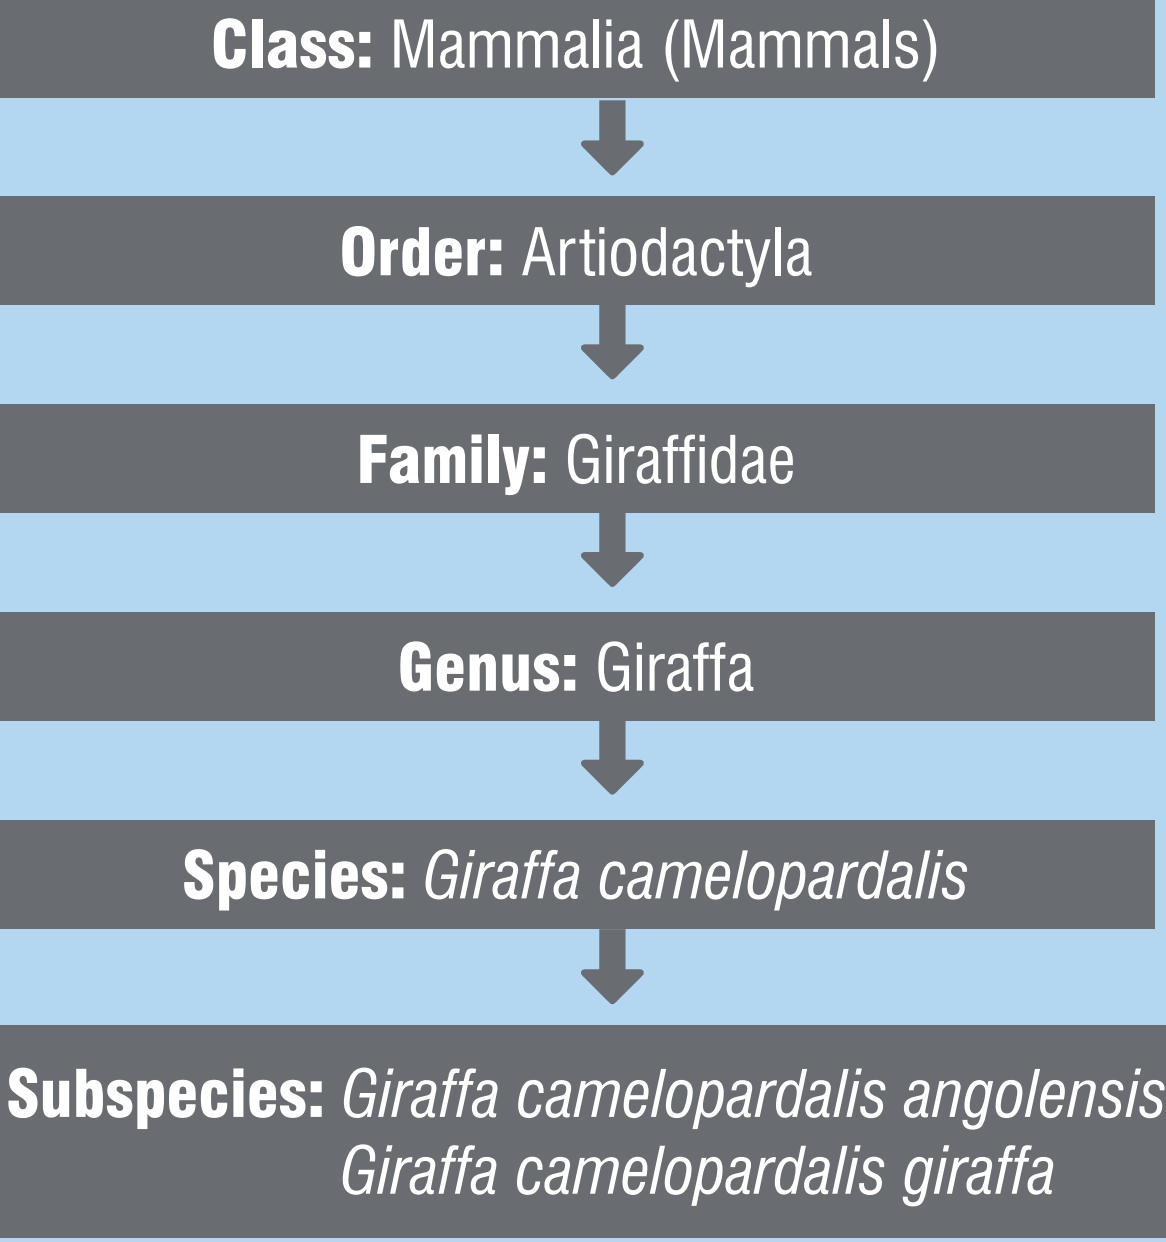 Class: Mammalia (Mammals)
Order: Artiodactyla
Family: Giraffidae
Genus: Giraffa
Species: Giraffa camelopardalis
Subspecies: Giraffa camelopardalis angolensis
Giraffa camelopardalis giraffa